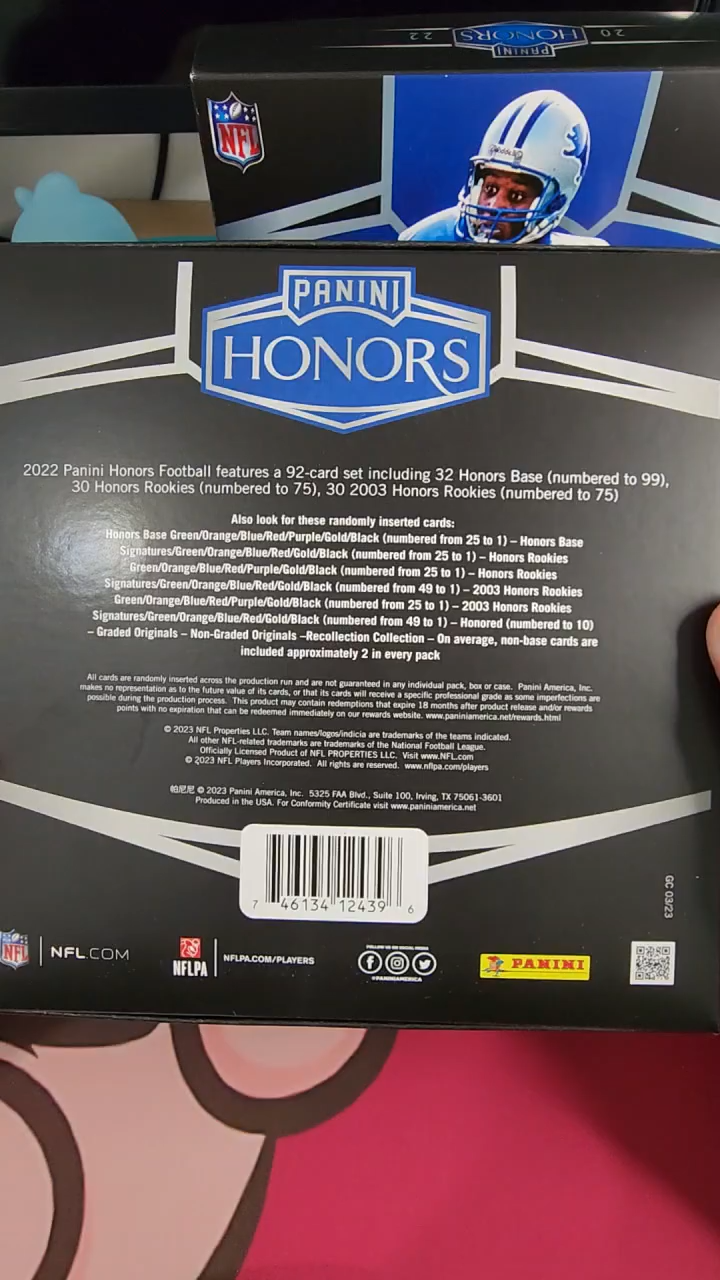 20 PANINI HONORS 22
NFL
Riddell
PANINI
HONORS
2022 Panini Honors Football features a 92-card set including 32 Honors Base (numbered to 99),
30 Honors Rookies (numbered to 75), 30 2003 Honors Rookies (numbered to 75)
Also look for these randomly inserted cards:
Honors Base Green/Orange/Blue/Red/Purple/Gold/Black (numbered from 25 to 1) – Honors Base
Signatures/Green/Orange/Blue/Red/Gold/Black (numbered from 25 to 1) – Honors Rookies
Green/Orange/Blue/Red/Purple/Gold/Black (numbered from 25 to 1) – Honors Rookies
Signatures/Green/Orange/Blue/Red/Gold/Black (numbered from 49 to 1) – 2003 Honors Rookies
Green/Orange/Blue/Red/Purple/Gold/Black (numbered from 25 to 1) – 2003 Honors Rookies
Signatures/Green/Orange/Blue/Red/Gold/Black (numbered from 49 to 1) – Honored (numbered to 10)
– Graded Originals – Non-Graded Originals –Recollection Collection – On average, non-base cards are
included approximately 2 in every pack
All cards are randomly inserted across the production run and are not guaranteed in any individual pack, box or case. Panini America, Inc.
makes no representation as to the future value of its cards, or that its cards will receive a specific professional grade as some imperfections are
possible during the production process. This product may contain redemptions that expire 18 months after product release and/or rewards
points with no expiration that can be redeemed immediately on our rewards website. www.paniniamerica.net/rewards.html
© 2023 NFL Properties LLC. Team names/logos/indicia are trademarks of the teams indicated.
All other NFL-related trademarks are trademarks of the National Football League.
Officially Licensed Product of NFL PROPERTIES LLC. Visit www.NFL.com
© 2023 NFL Players Incorporated. All rights are reserved. www.nflpa.com/players
帕尼尼 © 2023 Panini America, Inc. 5325 FAA Blvd., Suite 100, Irving, TX 75061-3601
Produced in the USA. For Conformity Certificate visit www.paniniamerica.net
7 46134 12439 6
GC 03/23
NFL NFL.COM
NFLPA NFLPA.COM/PLAYERS
FOLLOW US ON SOCIAL MEDIA
@PANINIAMERICA
PANINI